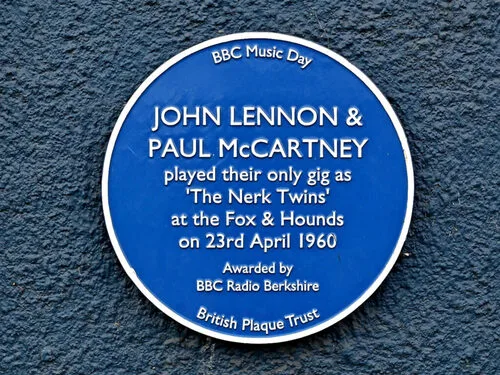 BBC Music Day
JOHN LENNON &
PAUL McCARTNEY
played their only gig as
'The Nerk Twins'
at the Fox & Hounds
on 23rd April 1960
Awarded by
BBC Radio Berkshire
British Plaque Trust